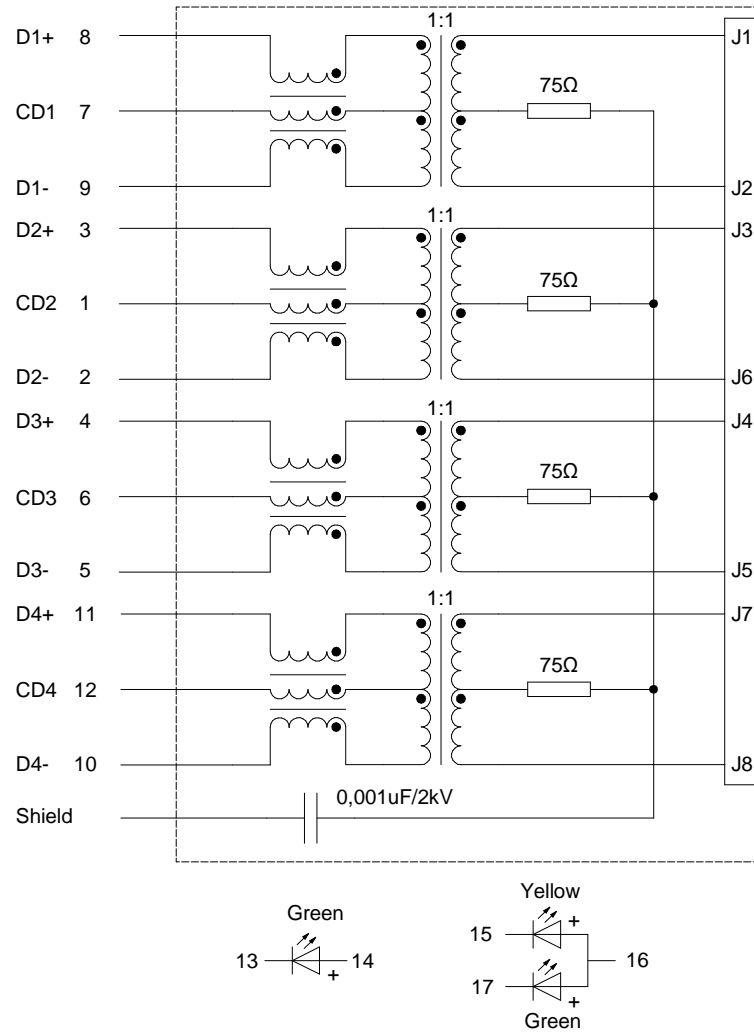 1:1
D1+ 8 J1
75Ω
CD1 7
D1- 9 J2
1:1
D2+ 3 J3
75Ω
CD2 1
D2- 2 J6
1:1
D3+ 4 J4
75Ω
CD3 6
D3- 5 J5
1:1
D4+ 11 J7
75Ω
CD4 12
D4- 10 J8
0,001uF/2kV
Shield
Green
13 + 14
Yellow
15 +
16
17 +
Green